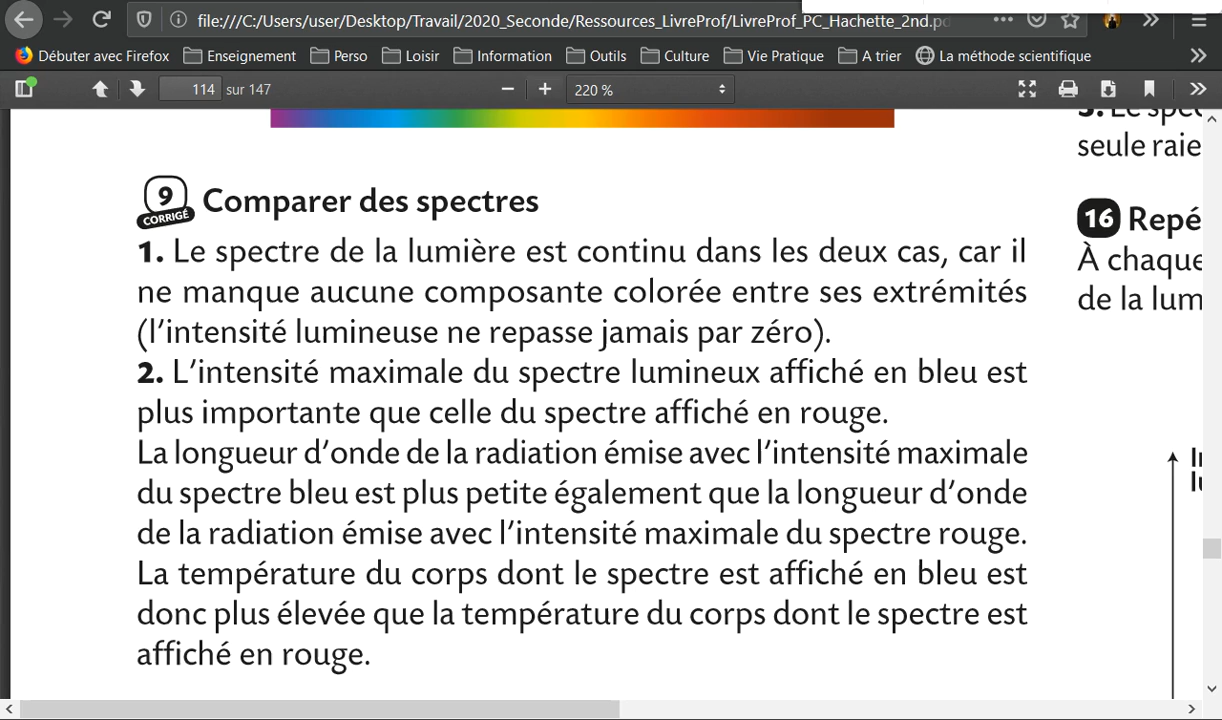 file:///C:/Users/user/Desktop/Travail/2020_Seconde/Ressources_LivreProf/LivreProf_PC_Hachette_2nd.pd
Débuter avec Firefox Enseignement Perso Loisir Information Outils Culture Vie Pratique A trier La méthode scientifique
114 sur 147 220 %
9 CORRIGÉ Comparer des spectres
1. Le spectre de la lumière est continu dans les deux cas, car il
ne manque aucune composante colorée entre ses extrémités
(l'intensité lumineuse ne repasse jamais par zéro).
2. L'intensité maximale du spectre lumineux affiché en bleu est
plus importante que celle du spectre affiché en rouge.
La longueur d'onde de la radiation émise avec l'intensité maximale
du spectre bleu est plus petite également que la longueur d'onde
de la radiation émise avec l'intensité maximale du spectre rouge.
La température du corps dont le spectre est affiché en bleu est
donc plus élevée que la température du corps dont le spectre est
affiché en rouge.
seule raie
16 Repé
À chaque
de la lum